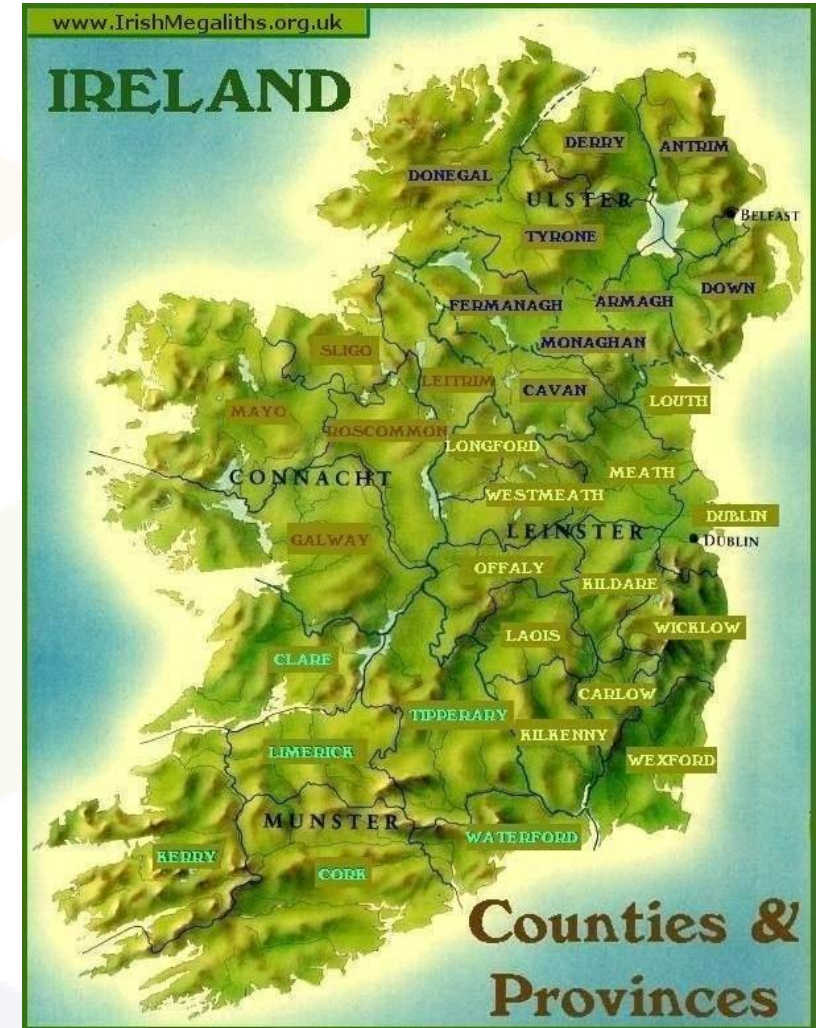 www.IrishMegaliths.org.uk
IRELAND
DERRY
ANTRIM
DONEGAL
ULSTER
BELFAST
TYRONE
DOWN
FERMANAGH
ARMAGH
MONAGHAN
SLIGO
LEITRIM
CAVAN
LOUTH
MAYO
ROSCOMMON
LONGFORD
CONNACHT
MEATH
WESTMEATH
DUBLIN
LEINSTER
DUBLIN
GALWAY
OFFALY
KILDARE
LAOIS
WICKLOW
CLARE
CARLOW
TIPPERARY
KILKENNY
LIMERICK
WEXFORD
MUNSTER
WATERFORD
KERRY
CORK
Counties &
Provinces